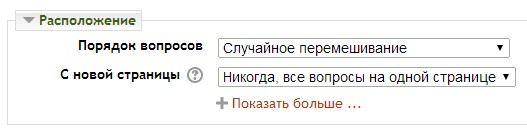 Расположение
Порядок вопросов Случайное перемешивание
С новой страницы Никогда, все вопросы на одной странице
Показать больше ...